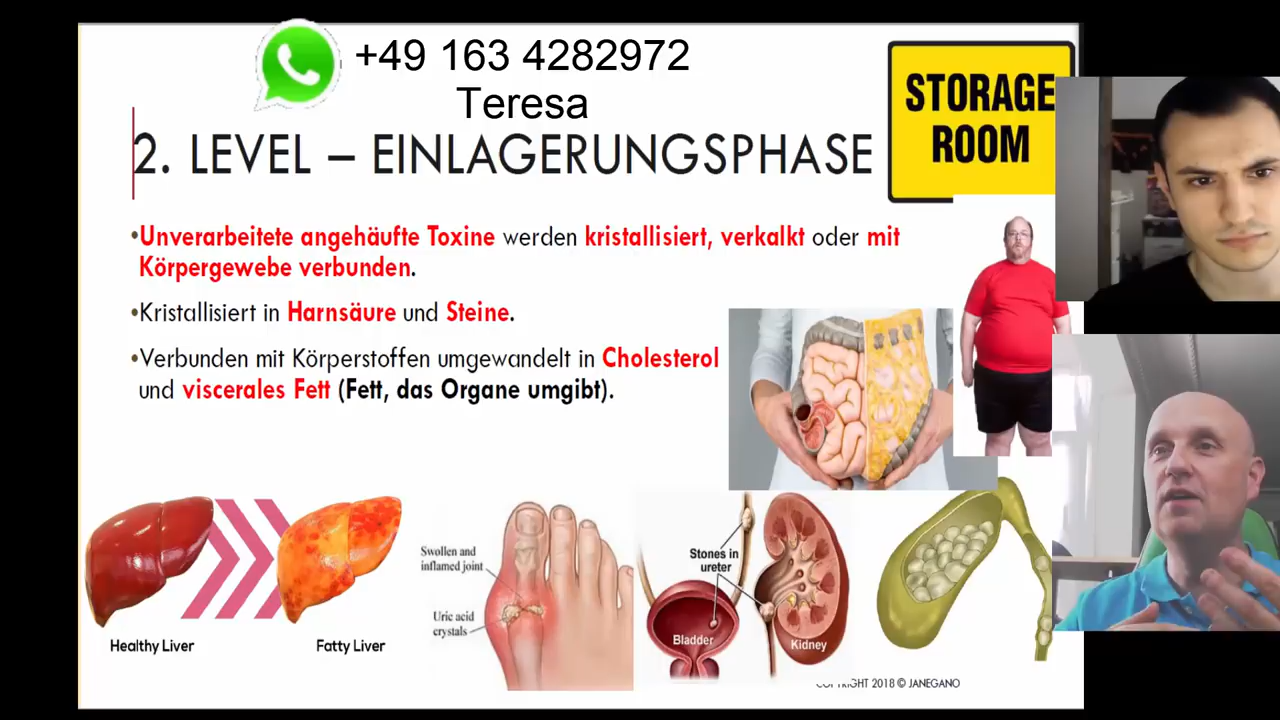 +49 163 4282972
Teresa
STORAGE
ROOM
2. LEVEL – EINLAGERUNGSPHASE
•Unverarbeitete angehäufte Toxine werden kristallisiert, verkalkt oder mit
Körpergewebe verbunden.
•Kristallisiert in Harnsäure und Steine.
•Verbunden mit Körperstoffen umgewandelt in Cholesterol
und viscerales Fett (Fett, das Organe umgibt).
Swollen and
inflamed joint
Uric acid
crystals
Stones in
ureter
Bladder
Kidney
Healthy Liver
Fatty Liver
COPYRIGHT 2018 © JANEGANO